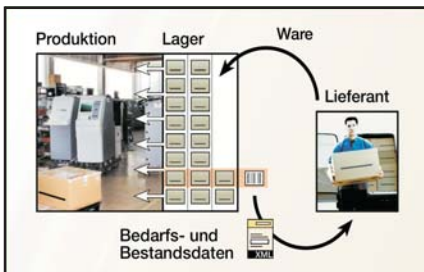 Produktion
Lager
Ware
Lieferant
Bedarfs- und
Bestandsdaten
XML